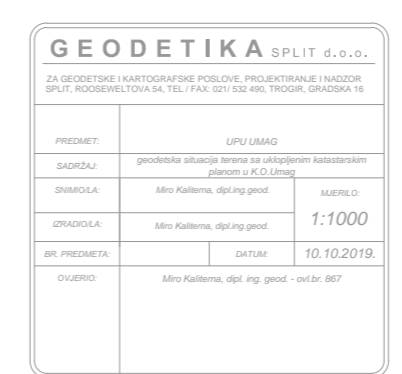 GEODETIKA SPLIT d.o.o.
ZA GEODETSKE I KARTOGRAFSKE POSLOVE, PROJEKTIRANJE I NADZOR
SPLIT, ROOSEWELTOVA 54, TEL / FAX: 021/ 532 490, TROGIR, GRADSKA 16
PREDMET: UPU UMAG
SADRŽAJ: geodetska situacija terena sa uklopljenim katastarskim
planom u K.O.Umag
SNIMIO/LA: Miro Kaliterna, dipl.ing.geod.
MJERILO:
1:1000
IZRADIO/LA: Miro Kaliterna, dipl.ing.geod.
BR. PREDMETA: DATUM: 10.10.2019.
OVJERIO: Miro Kaliterna, dipl. ing. geod. - ovl.br. 867